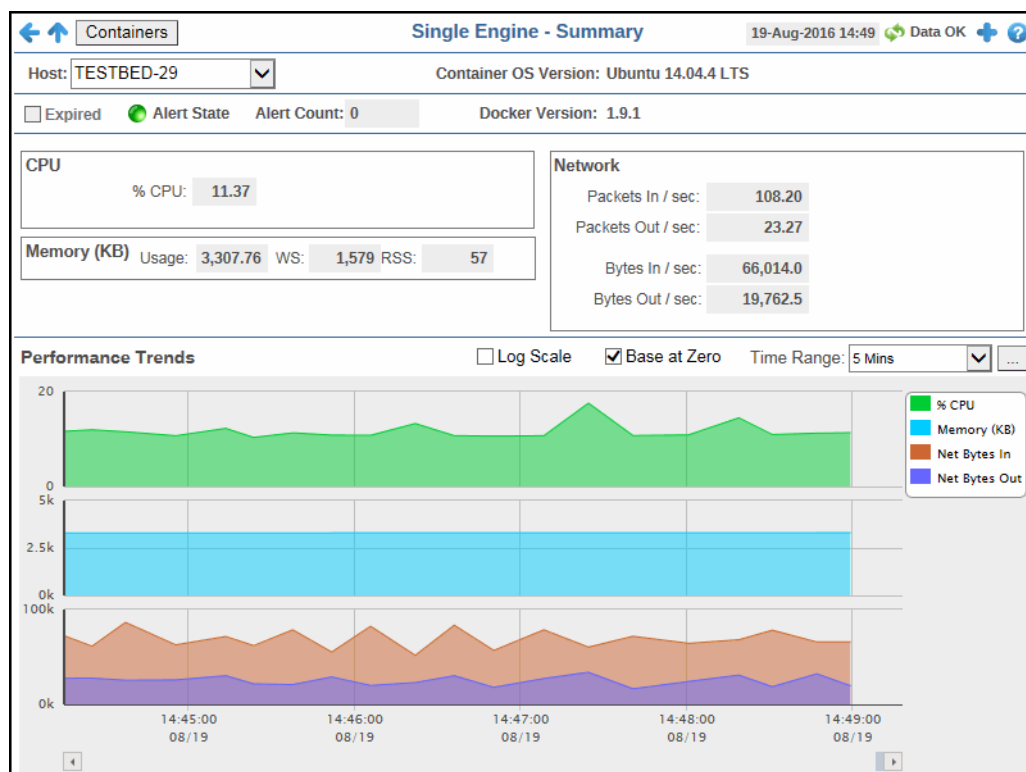 Containers Single Engine - Summary 19-Aug-2016 14:49 Data OK
Host: TESTBED-29 Container OS Version: Ubuntu 14.04.4 LTS
Expired Alert State Alert Count: 0 Docker Version: 1.9.1
CPU
% CPU: 11.37
Memory (KB) Usage: 3,307.76 WS: 1,579 RSS: 57
Network
Packets In / sec: 108.20
Packets Out / sec: 23.27
Bytes In / sec: 66,014.0
Bytes Out / sec: 19,762.5
Performance Trends Log Scale Base at Zero Time Range: 5 Mins ...
20
0
5k
2.5k
0k
100k
0k
% CPU
Memory (KB)
Net Bytes In
Net Bytes Out
14:45:00 14:46:00 14:47:00 14:48:00 14:49:00
08/19 08/19 08/19 08/19 08/19